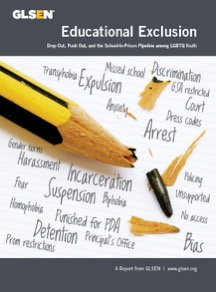 GLSEN™
Educational Exclusion
Drop Out, Push Out, and the School-to-Prison Pipeline among LGBTQ Youth
Transphobia
Missed school
Discrimination
Expulsion
GSA restricted
Anxiety
Court
Dress codes
Arrest
Gender norms
Harassment
Incarceration
Policing
Fear
Suspension
Biphobia
Unsupported
Homophobia
No access
Punished for PDA
Detention
Principal's Office
Bias
Prom restrictions
A Report from GLSEN | www.glsen.org